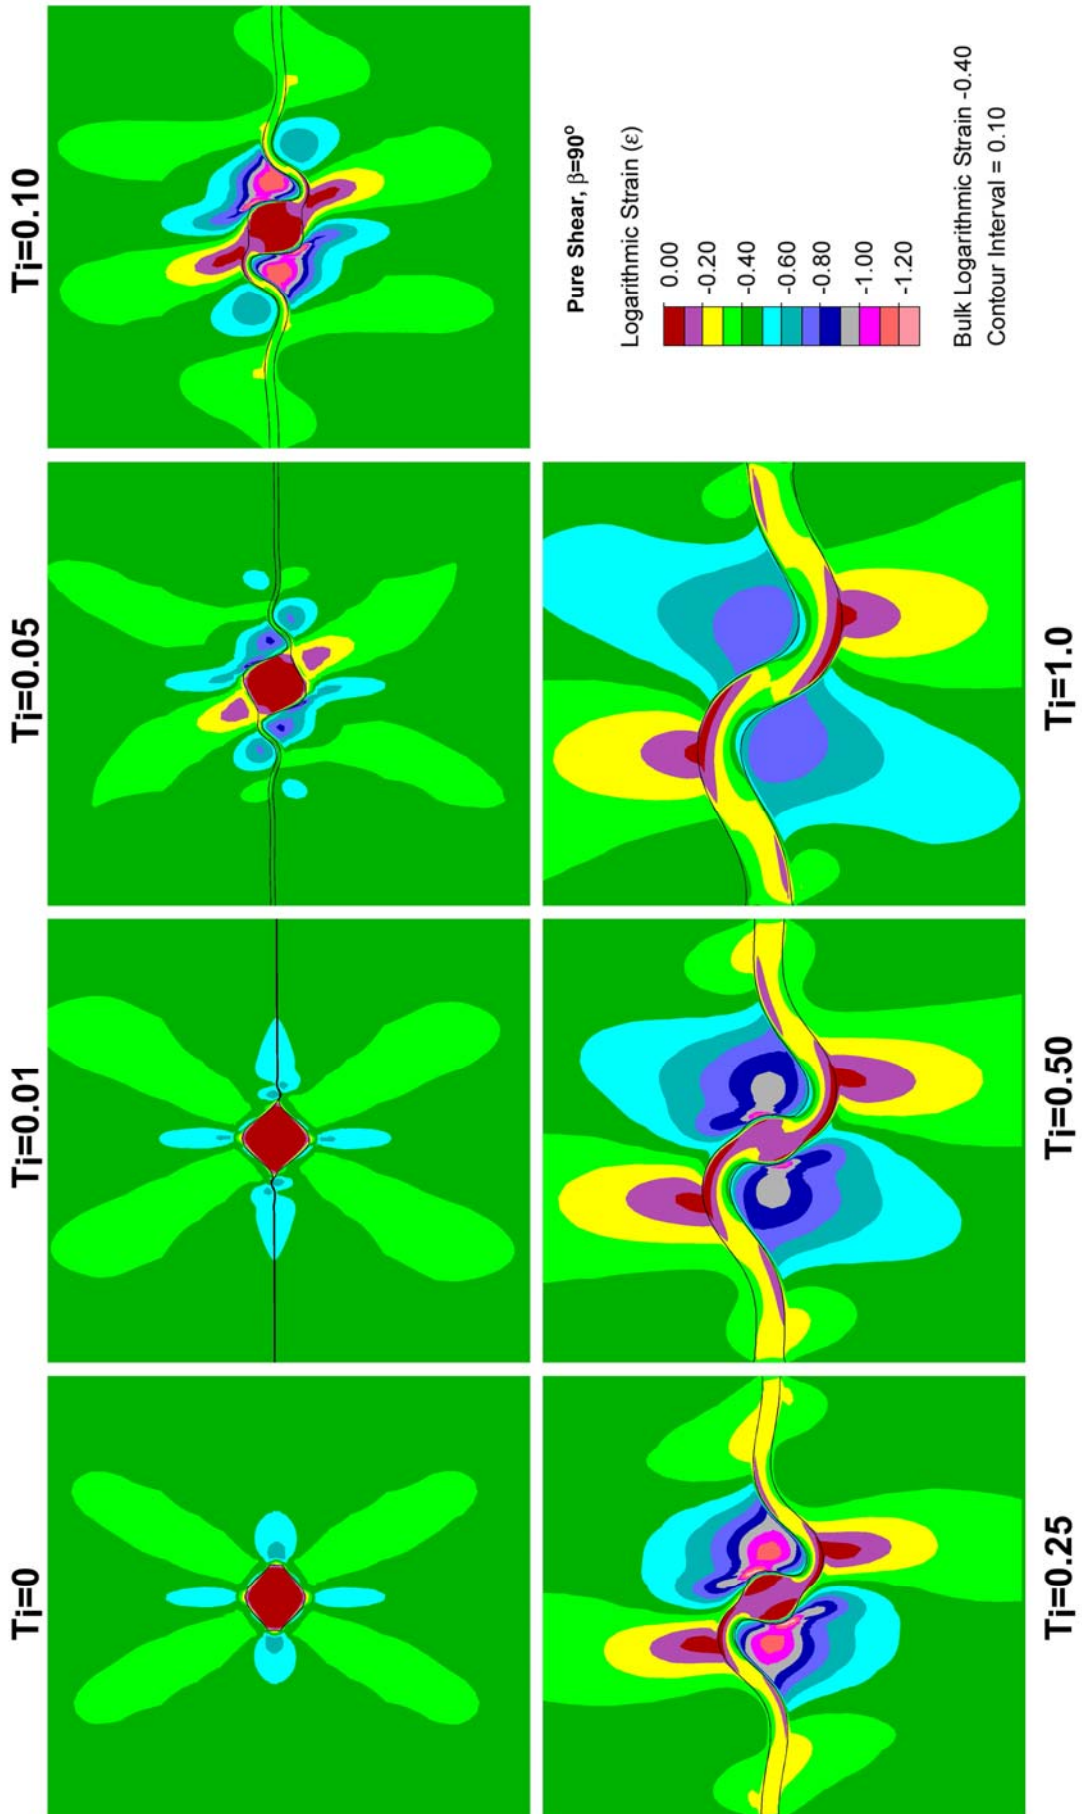 Tᵢ=0
Tᵢ=0.01
Tᵢ=0.05
Tᵢ=0.10
Tᵢ=0.25
Tᵢ=0.50
Tᵢ=1.0
Pure Shear, β=90°
Logarithmic Strain (ε)
0.00
-0.20
-0.40
-0.60
-0.80
-1.00
-1.20
Bulk Logarithmic Strain -0.40
Contour Interval = 0.10